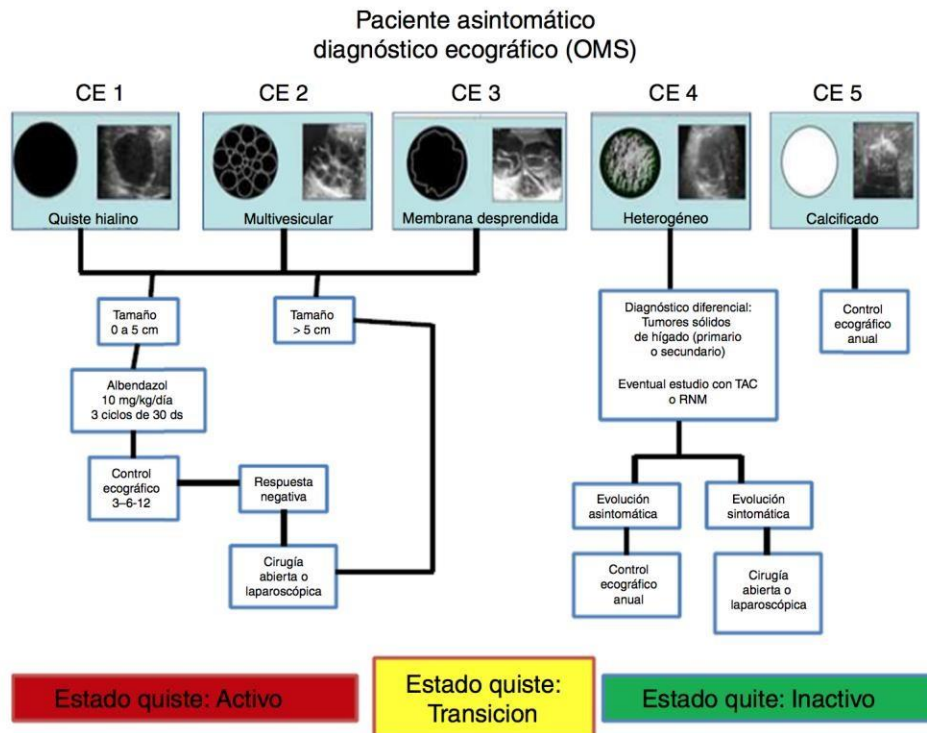 Paciente asintomático
diagnóstico ecográfico (OMS)
CE 1
CE 2
CE 3
CE 4
CE 5
Quiste hialino
Multivesicular
Membrana desprendida
Heterogéneo
Calcificado
Tamaño
0 a 5 cm
Tamaño
> 5 cm
Diagnóstico diferencial:
Tumores sólidos
de hígado (primario
o secundario)
Eventual estudio con TAC
o RNM
Control
ecográfico
anual
Albendazol
10 mg/kg/día
3 ciclos de 30 ds
Control
ecográfico
3–6-12
Respuesta
negativa
Evolución
asintomática
Evolución
sintomática
Cirugía
abierta o
laparoscópica
Control
ecográfico
anual
Cirugía
abierta o
laparoscópica
Estado quiste: Activo
Estado quiste:
Transicion
Estado quite: Inactivo